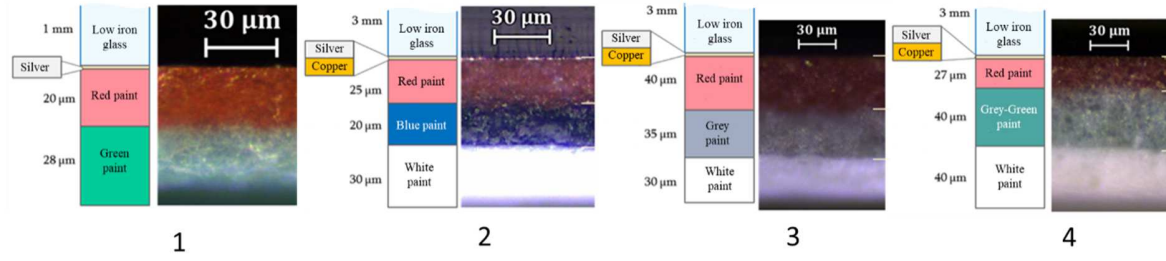 1 mm
Low iron
glass
30 µm
Silver
20 µm
Red paint
28 µm
Green
paint
1
3 mm
Low iron
glass
30 µm
Silver
Copper
25 µm
Red paint
20 µm
Blue paint
30 µm
White
paint
2
3 mm
Low iron
glass
30 µm
Silver
Copper
40 µm
Red paint
35 µm
Grey
paint
30 µm
White
paint
3
3 mm
Low iron
glass
30 µm
Silver
Copper
27 µm
Red paint
40 µm
Grey-Green
paint
40 µm
White
paint
4